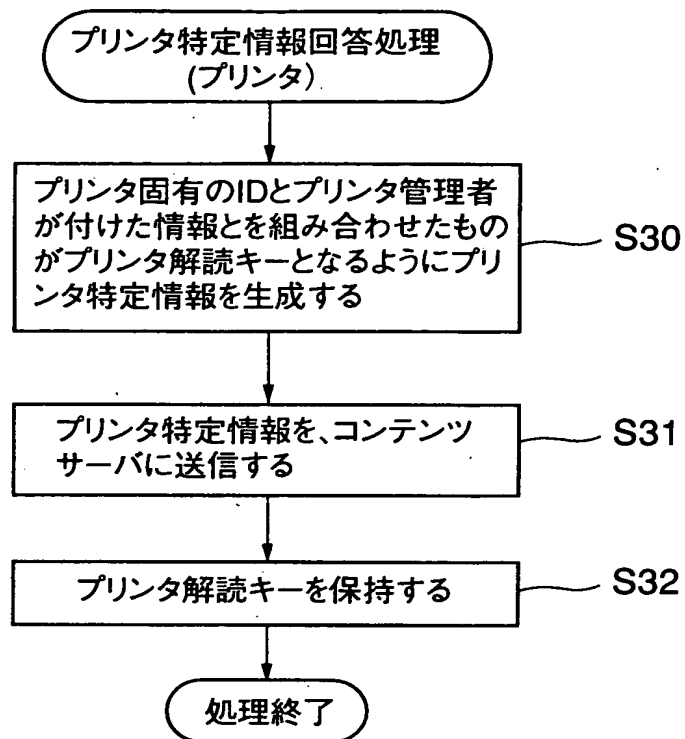 プリンタ特定情報回答処理
(プリンタ)
プリンタ固有のIDとプリンタ管理者
が付けた情報とを組み合わせたもの
がプリンタ解読キーとなるようにプリ
ンタ特定情報を生成する
S30
プリンタ特定情報を、コンテンツ
サーバに送信する
S31
プリンタ解読キーを保持する
S32
処理終了